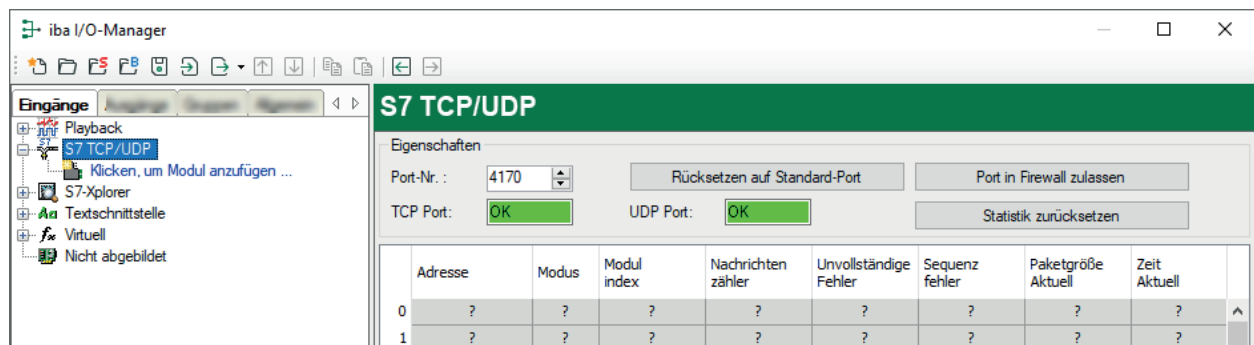 iba I/O-Manager
Eingänge
Playback
S7 TCP/UDP
Klicken, um Modul anzufügen ...
S7-Xplorer
Textschnittstelle
Virtuell
Nicht abgebildet
S7 TCP/UDP
Eigenschaften
Port-Nr. : 4170 Rücksetzen auf Standard-Port Port in Firewall zulassen
TCP Port: OK UDP Port: OK Statistik zurücksetzen
Adresse Modus Modul index Nachrichten zähler Unvollständige Fehler Sequenz fehler Paketgröße Aktuell Zeit Aktuell
0 ? ? ? ? ? ? ? ?
1 ? ? ? ? ? ? ? ?